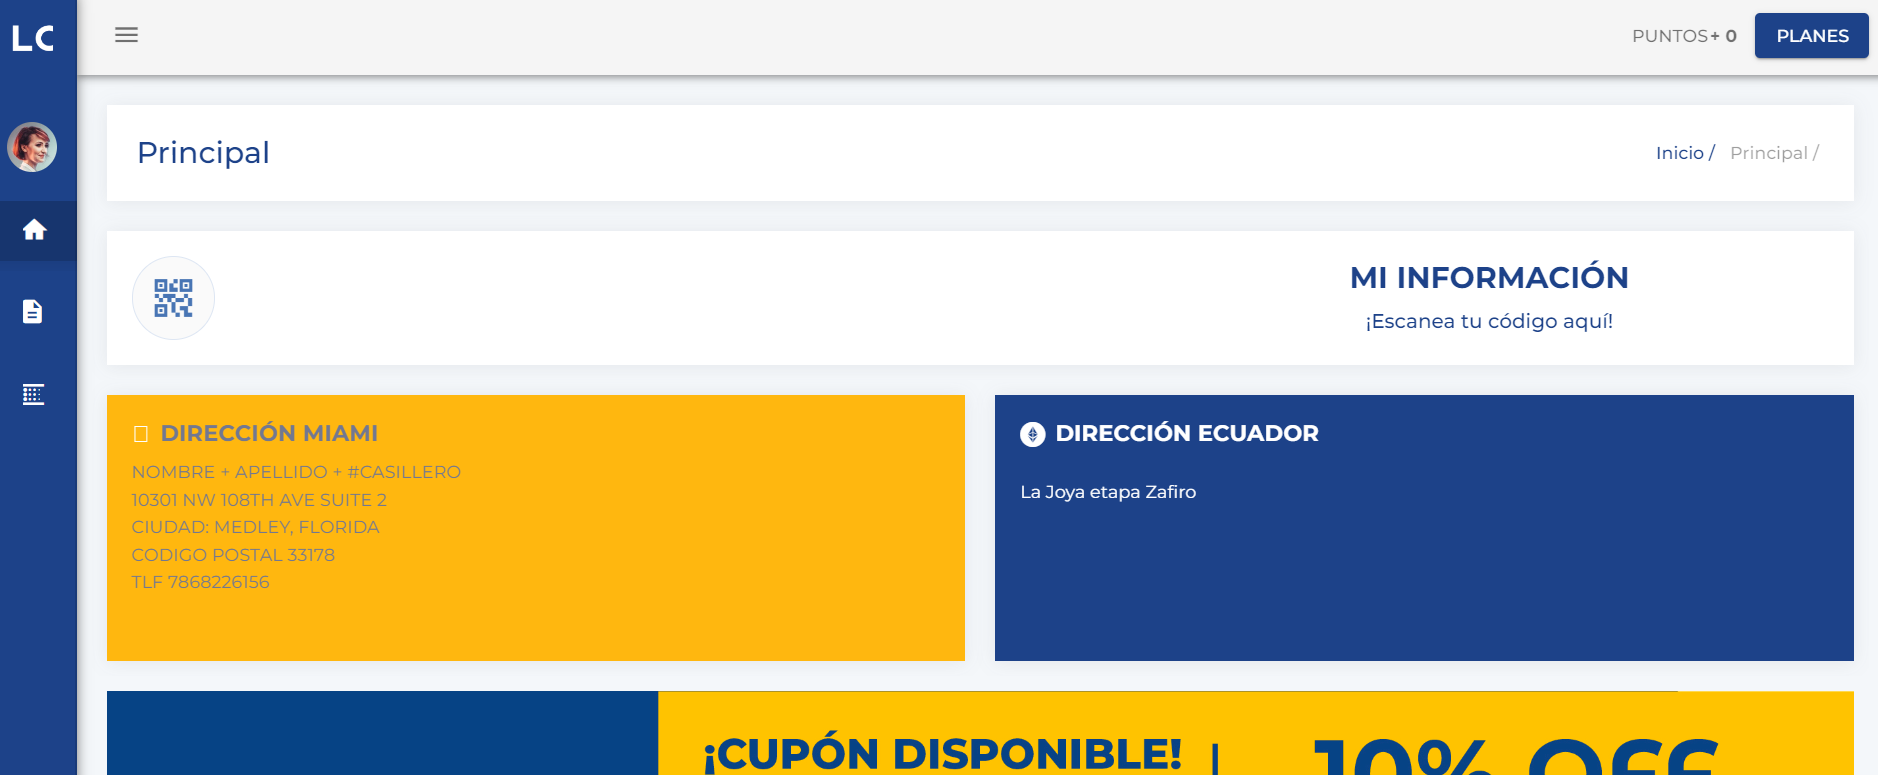 LC
PUNTOS+ 0
PLANES
Principal
Inicio / Principal /
MI INFORMACIÓN
¡Escanea tu código aquí!
DIRECCIÓN MIAMI
NOMBRE + APELLIDO + #CASILLERO
10301 NW 108TH AVE SUITE 2
CIUDAD: MEDLEY, FLORIDA
CODIGO POSTAL 33178
TLF 7868226156
DIRECCIÓN ECUADOR
La Joya etapa Zafiro
¡CUPÓN DISPONIBLE! | 10% Off